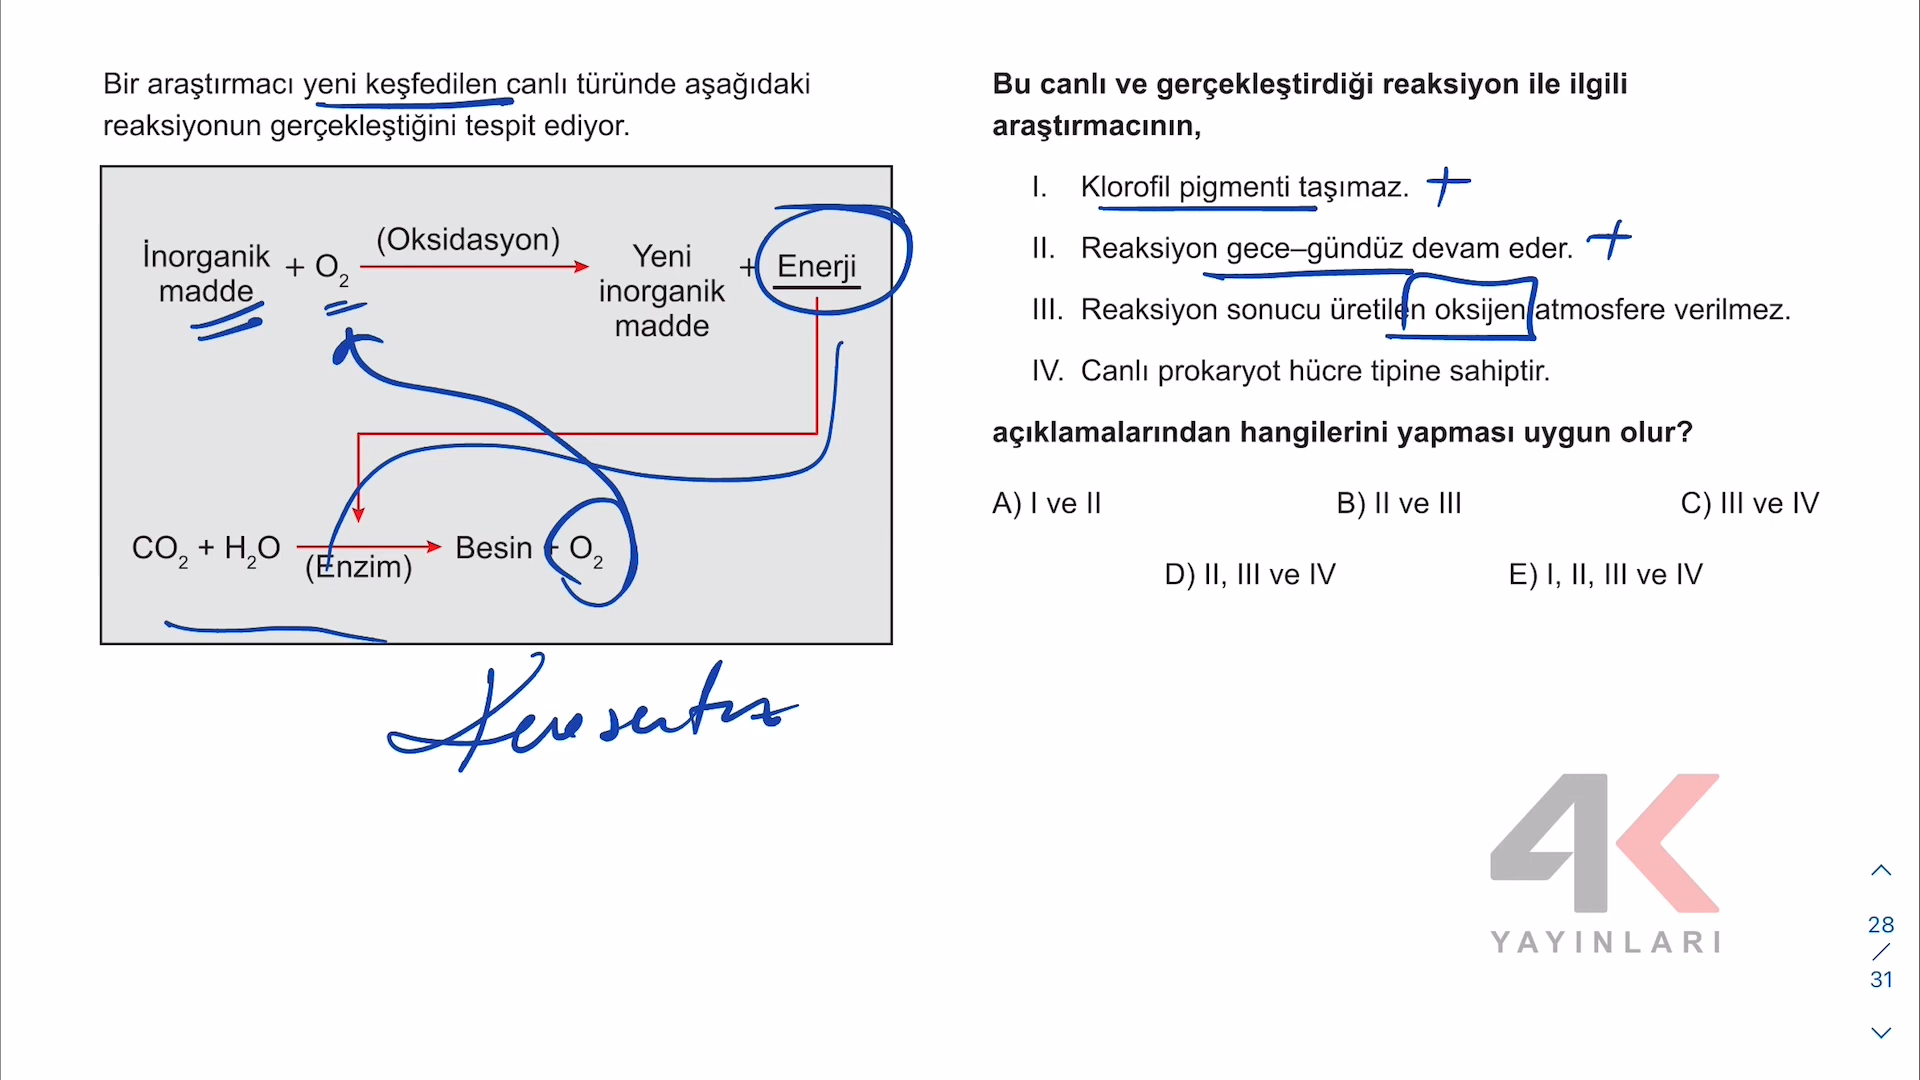 Bir araştırmacı yeni keşfedilen canlı türünde aşağıdaki
reaksiyonun gerçekleştiğini tespit ediyor.
İnorganik madde + O₂ (Oksidasyon) Yeni inorganik madde + Enerji
CO₂ + H₂O (Enzim) Besin + O₂
Bu canlı ve gerçekleştirdiği reaksiyon ile ilgili
araştırmacının,
I. Klorofil pigmenti taşımaz. +
II. Reaksiyon gece–gündüz devam eder. +
III. Reaksiyon sonucu üretilen oksijen atmosfere verilmez.
IV. Canlı prokaryot hücre tipine sahiptir.
açıklamalarından hangilerini yapması uygun olur?
A) I ve II B) II ve III C) III ve IV
D) II, III ve IV E) I, II, III ve IV
4K
YAYINLARI
28
/
31